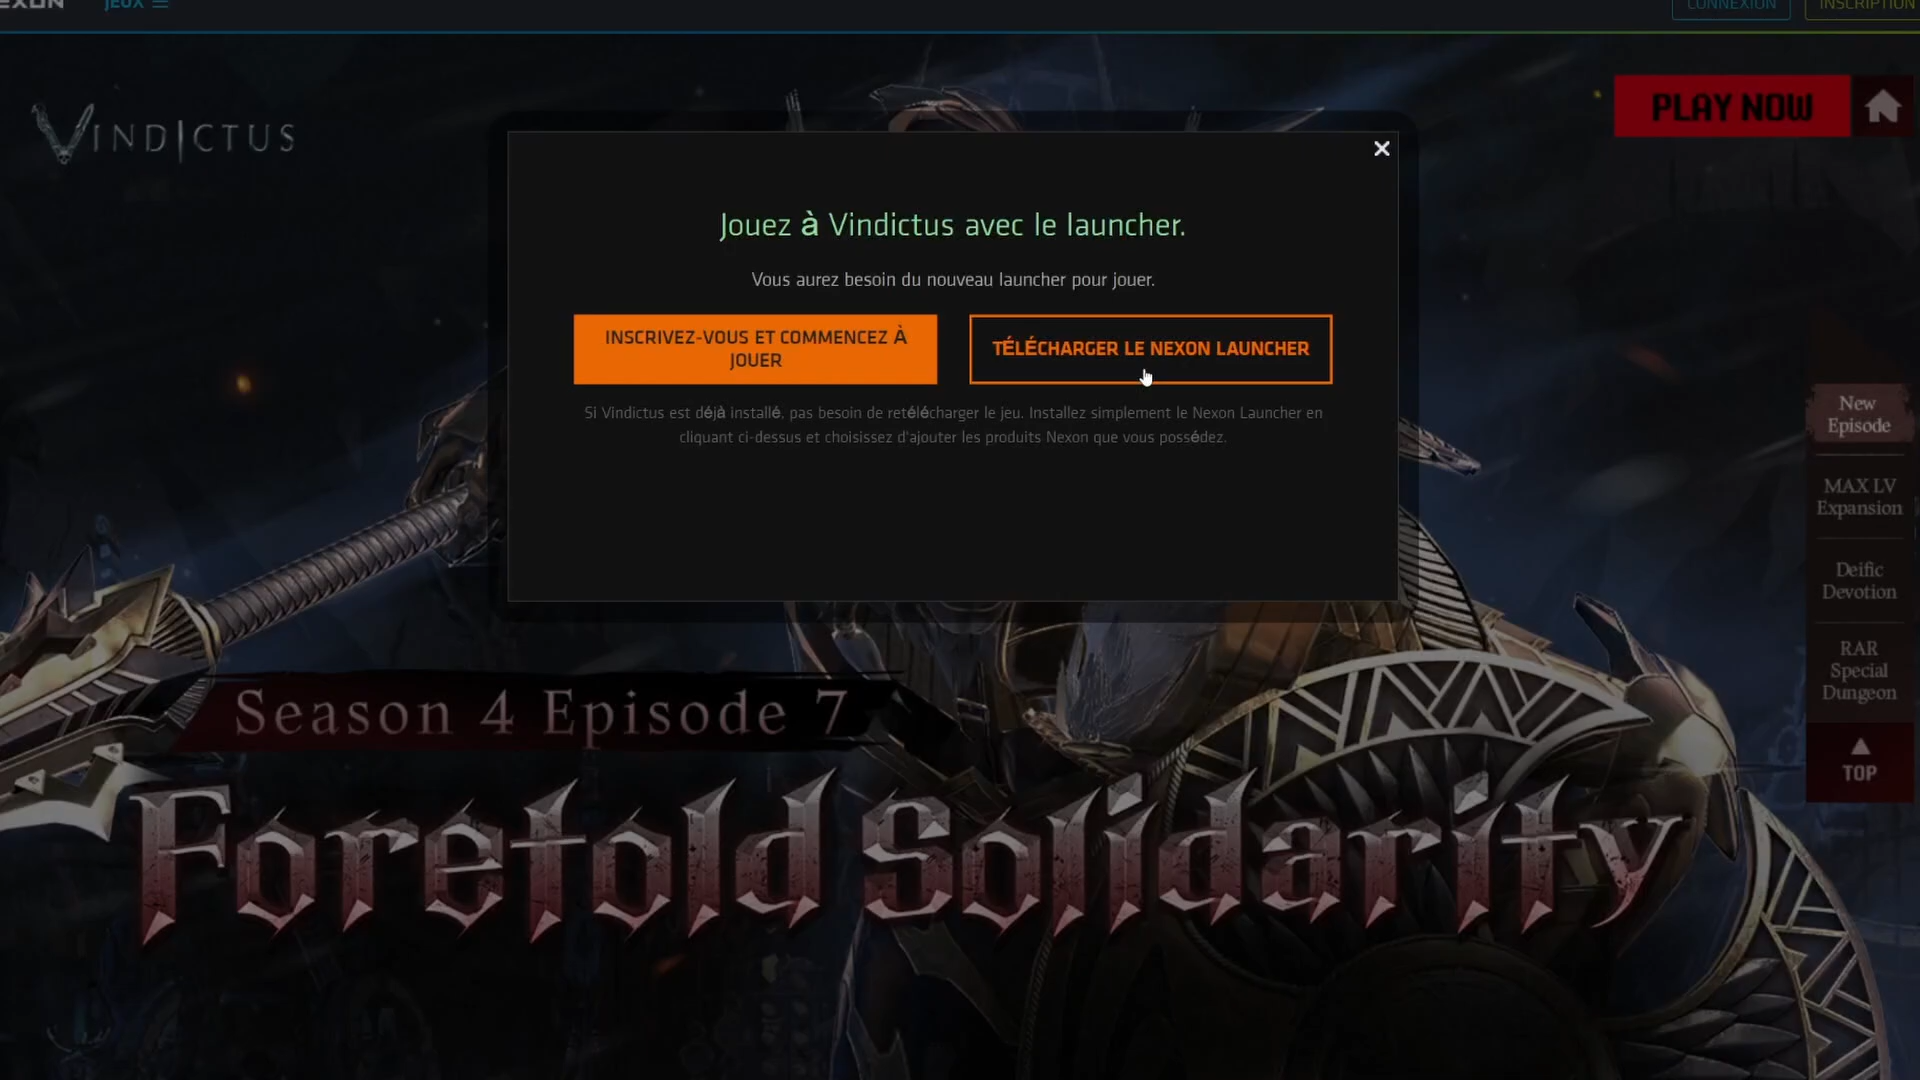 JEUX
CONNEXION
INSCRIPTION
VINDICTUS
PLAY NOW
Jouez à Vindictus avec le launcher.
Vous aurez besoin du nouveau launcher pour jouer.
INSCRIVEZ-VOUS ET COMMENCEZ À
JOUER
TÉLÉCHARGER LE NEXON LAUNCHER
Si Vindictus est déjà installé, pas besoin de retélécharger le jeu. Installez simplement le Nexon Launcher en
cliquant ci-dessus et choisissez d'ajouter les produits Nexon que vous possédez.
New
Episode
MAX LV
Expansion
Deific
Devotion
RAR
Special
Dungeon
TOP
Season 4 Episode 7
Foretold Solidarity